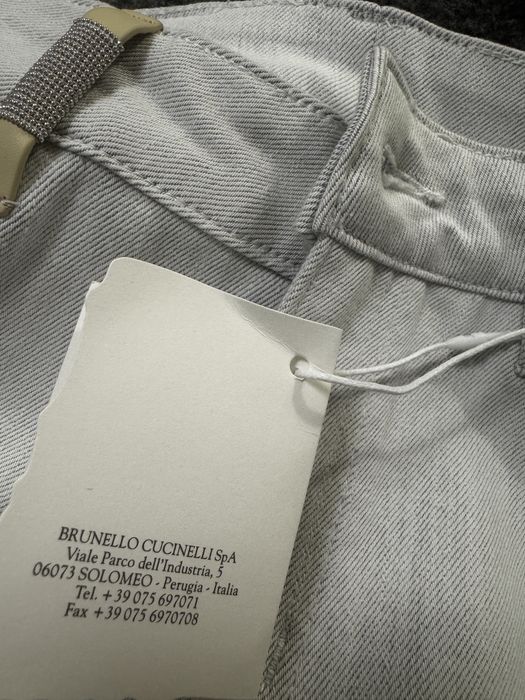 BRUNELLO CUCINELLI SpA
Viale Parco dell'Industria, 5
06073 SOLOMEO - Perugia - Italia
Tel. +39 075 697071
Fax +39 075 6970708